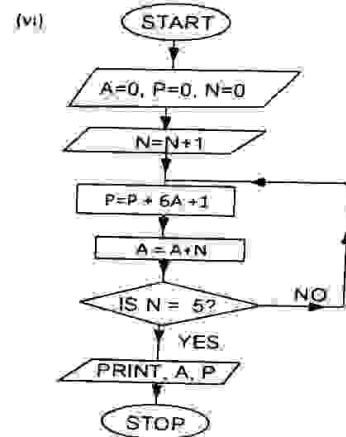 (vi)
START
A=0, P=0, N=0
N=N+1
P=P + 6A+1
A=A+N
IS N = 5?
NO
YES
PRINT, A, P
STOP